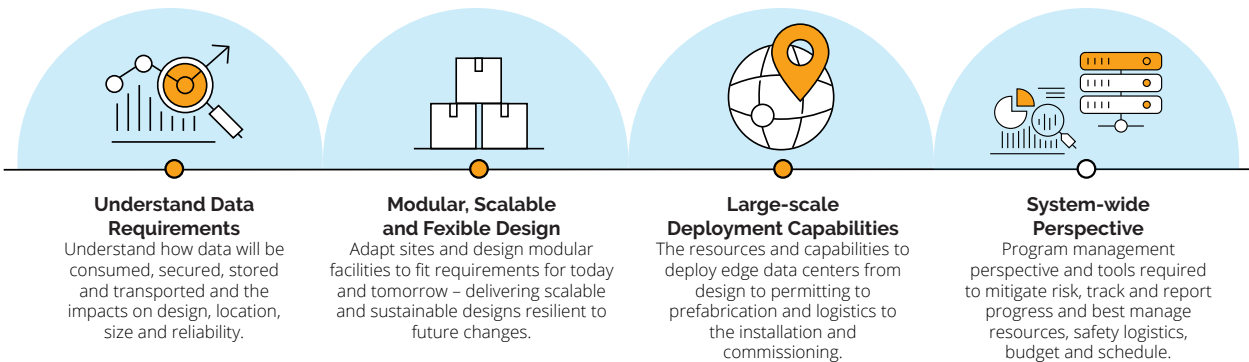 Understand Data
Requirements
Understand how data will be
consumed, secured, stored
and transported and the
impacts on design, location,
size and reliability.
Modular, Scalable
and Fexible Design
Adapt sites and design modular
facilities to fit requirements for today
and tomorrow – delivering scalable
and sustainable designs resilient to
future changes.
Large-scale
Deployment Capabilities
The resources and capabilities to
deploy edge data centers from
design to permitting to
prefabrication and logistics to
the installation and
commissioning.
System-wide
Perspective
Program management
perspective and tools required
to mitigate risk, track and report
progress and best manage
resources, safety logistics,
budget and schedule.